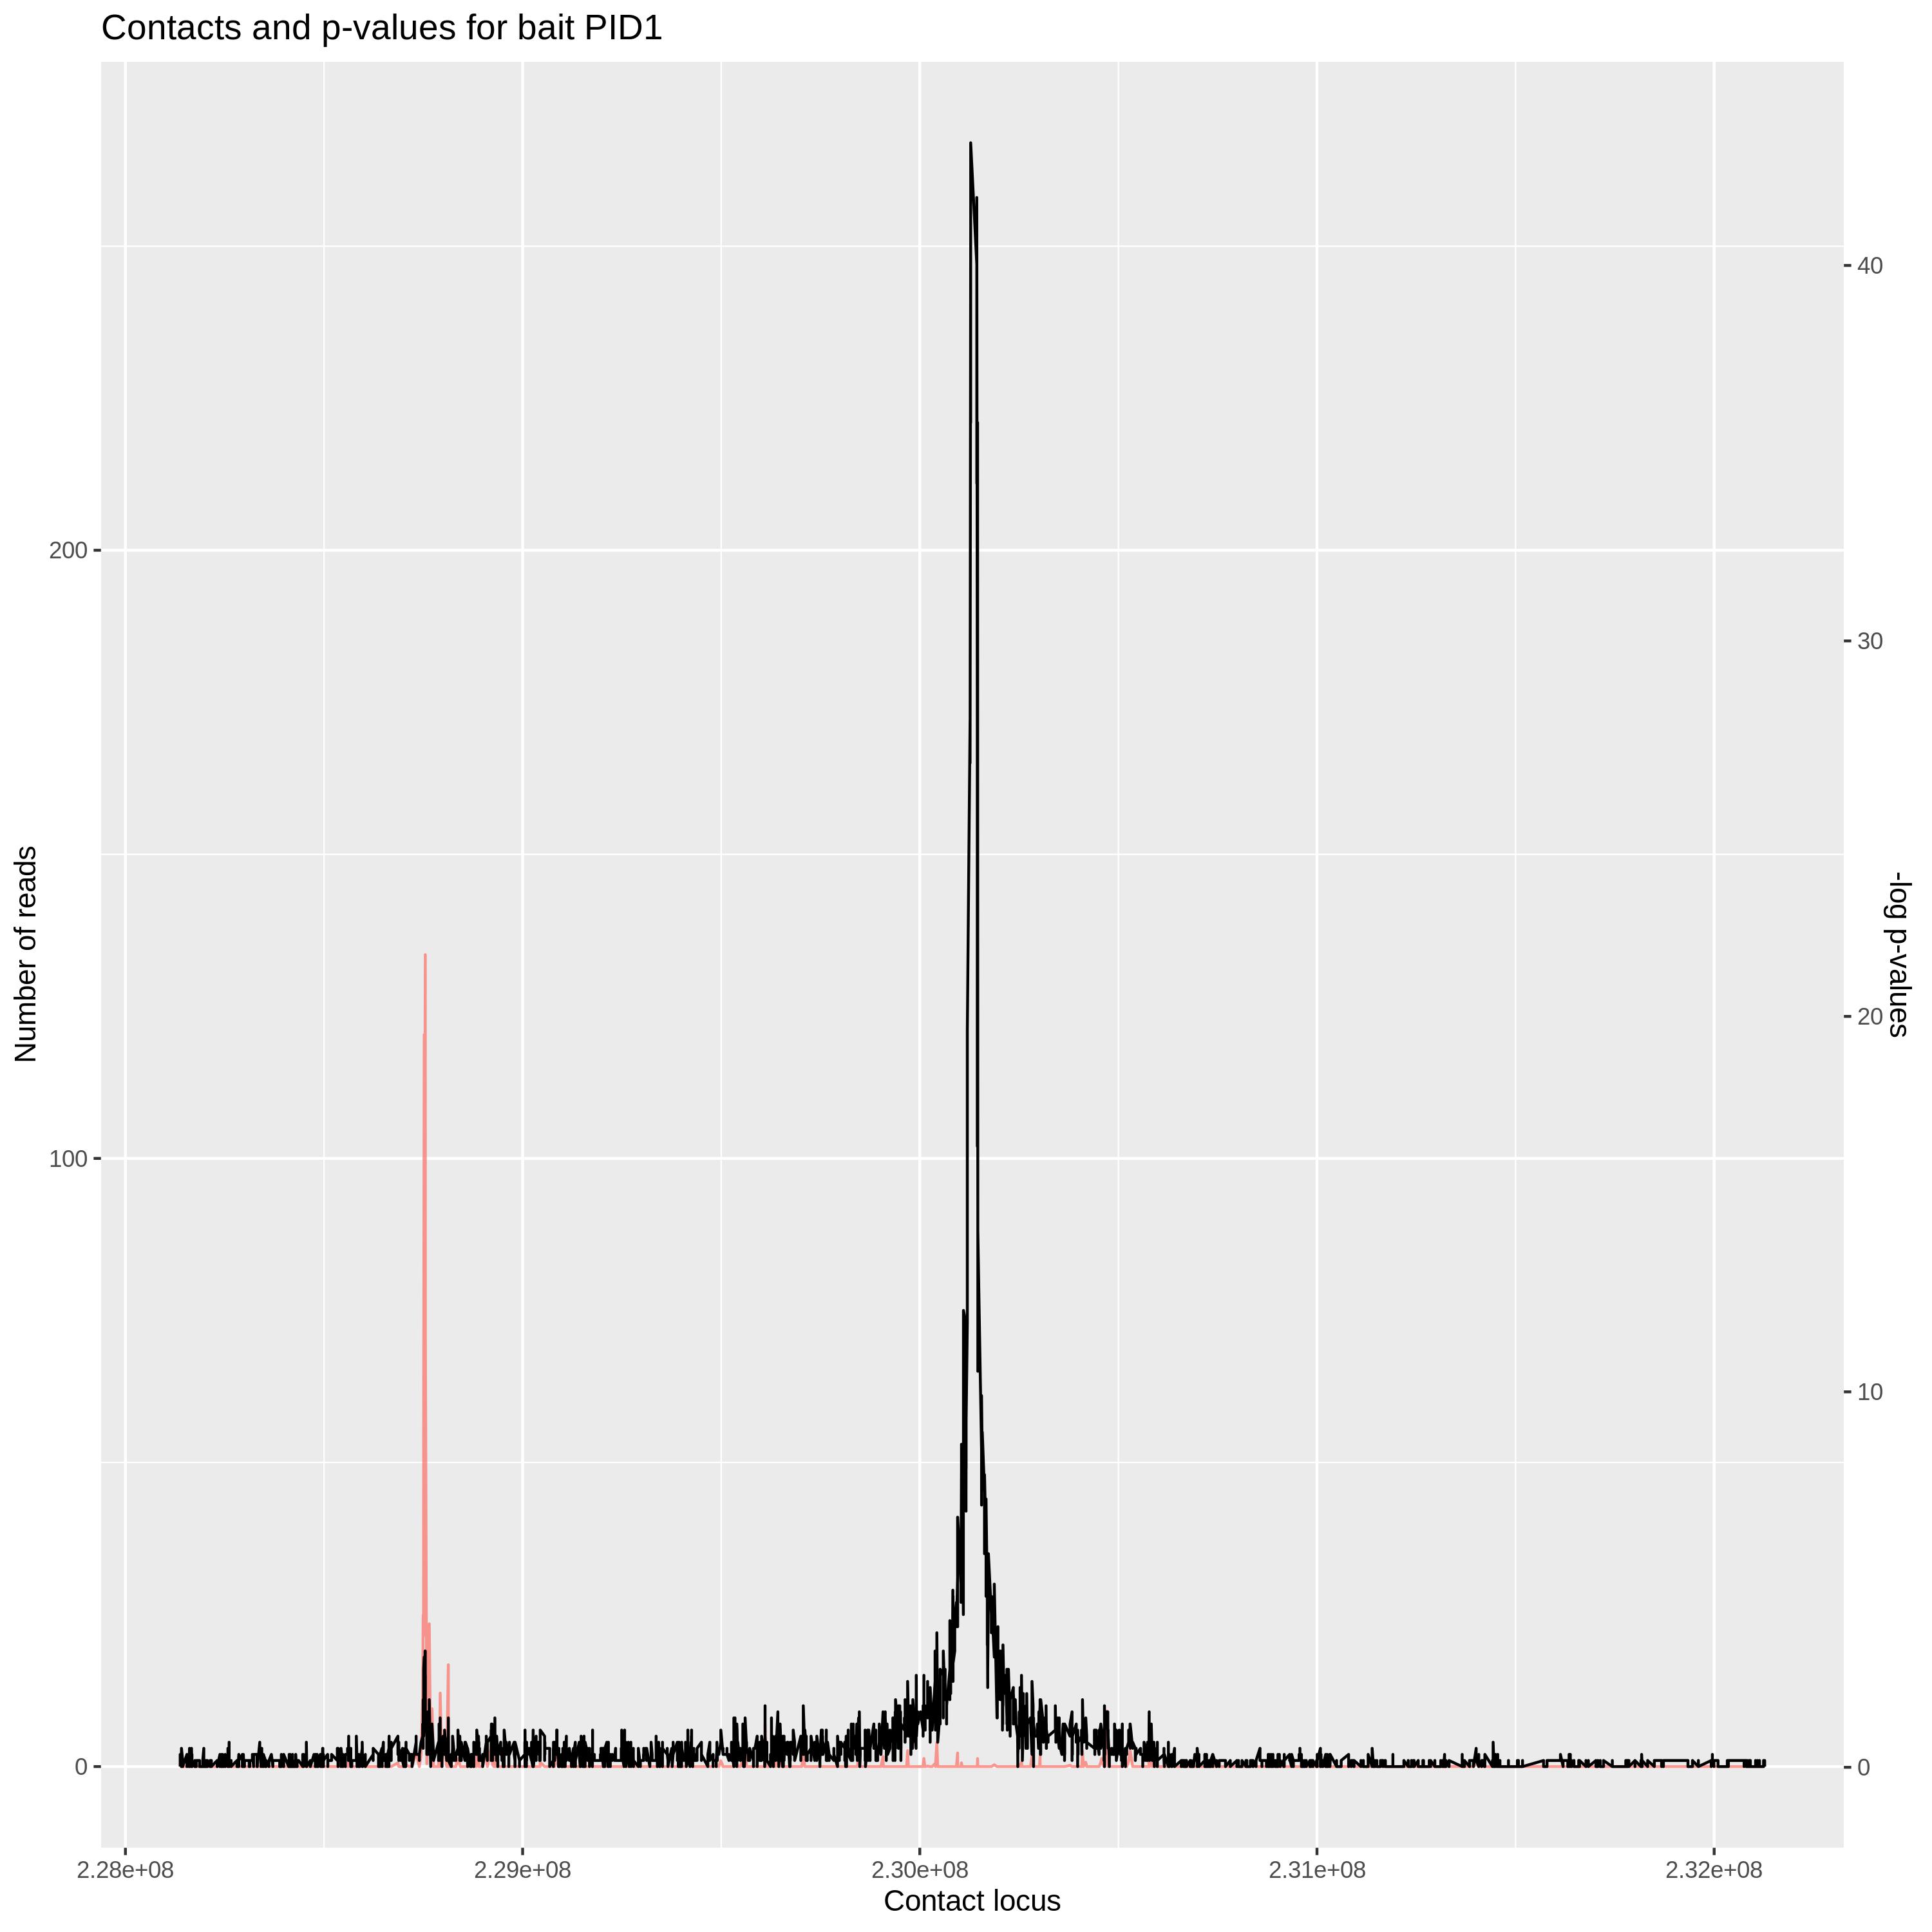 Contacts and p-values for bait PID1
Number of reads
200
100
0
40
30
20
10
0
-log p-values
2.28e+08 2.29e+08 2.30e+08 2.31e+08 2.32e+08
Contact locus